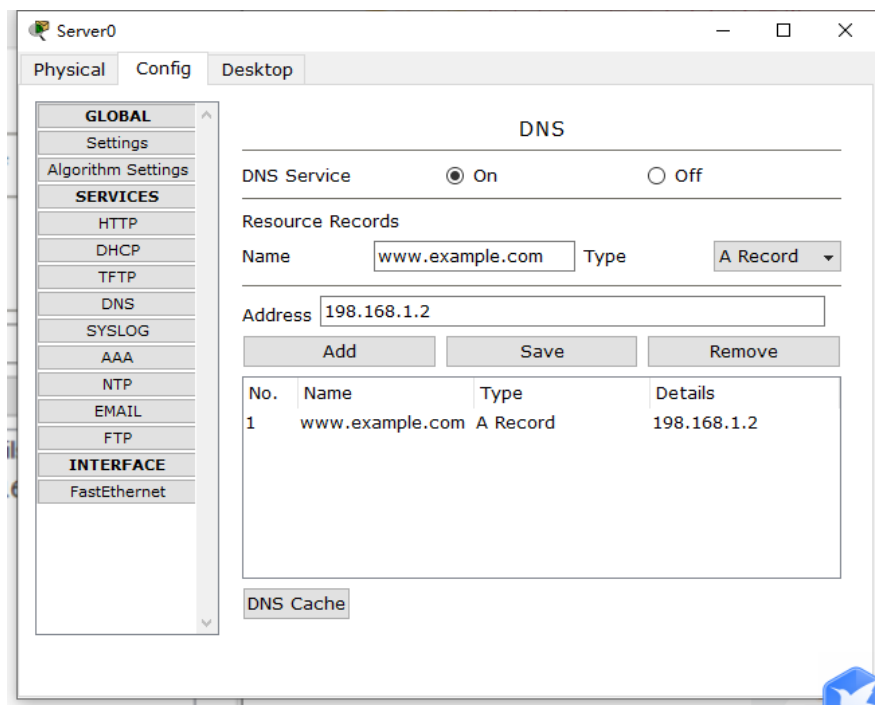 Server0
Physical Config Desktop
GLOBAL
Settings
Algorithm Settings
SERVICES
HTTP
DHCP
TFTP
DNS
SYSLOG
AAA
NTP
EMAIL
FTP
INTERFACE
FastEthernet
DNS
DNS Service On Off
Resource Records
Name www.example.com Type A Record
Address 198.168.1.2
Add Save Remove
No. Name Type Details
1 www.example.com A Record 198.168.1.2
DNS Cache